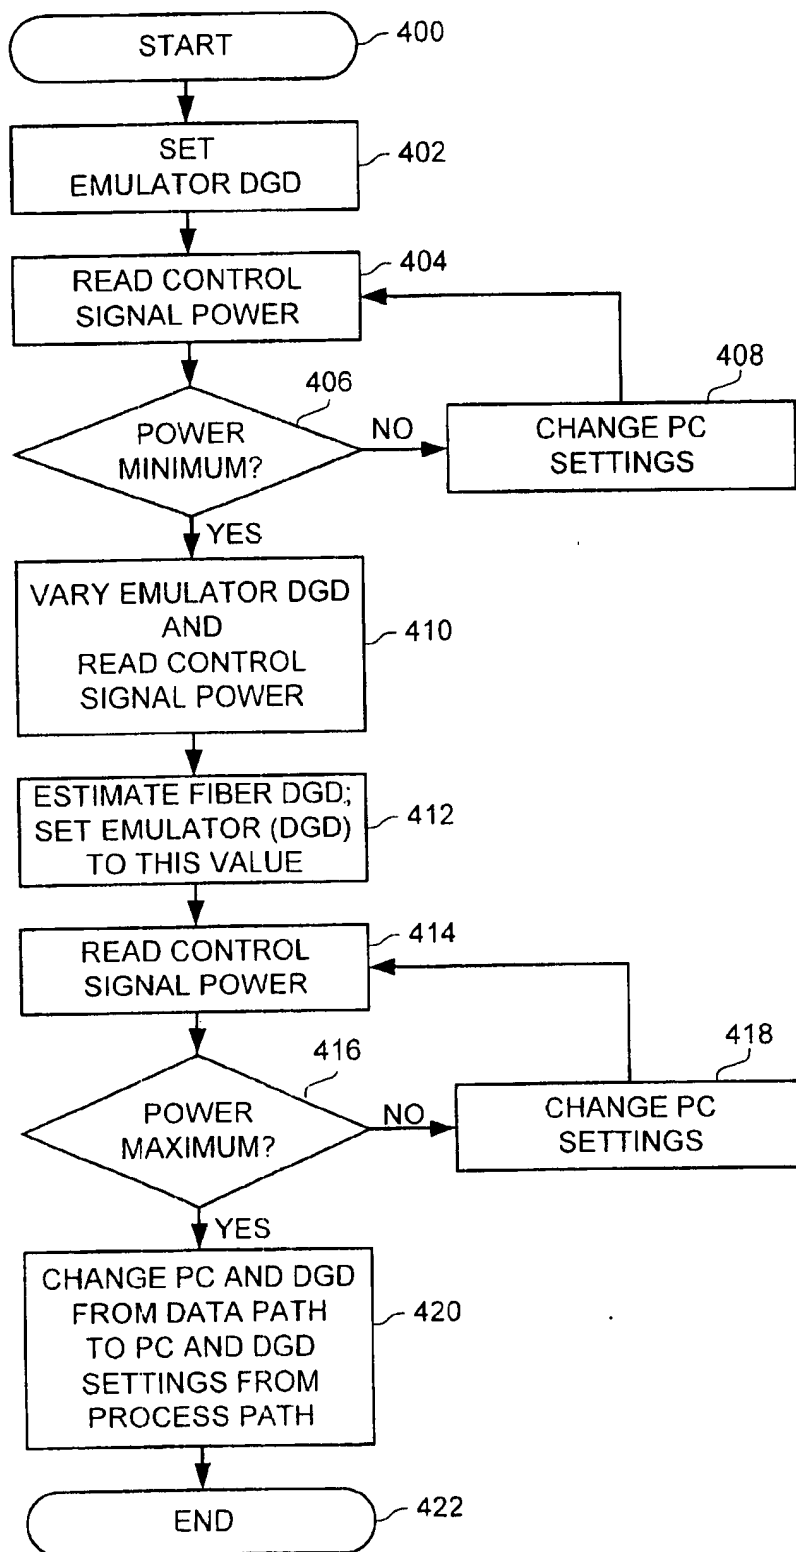 START
400
SET
EMULATOR DGD
402
READ CONTROL
SIGNAL POWER
404
POWER
MINIMUM?
406
NO
408
CHANGE PC
SETTINGS
YES
VARY EMULATOR DGD
AND
READ CONTROL
SIGNAL POWER
410
ESTIMATE FIBER DGD;
SET EMULATOR (DGD)
TO THIS VALUE
412
READ CONTROL
SIGNAL POWER
414
POWER
MAXIMUM?
416
NO
418
CHANGE PC
SETTINGS
YES
CHANGE PC AND DGD
FROM DATA PATH
TO PC AND DGD
SETTINGS FROM
PROCESS PATH
420
END
422